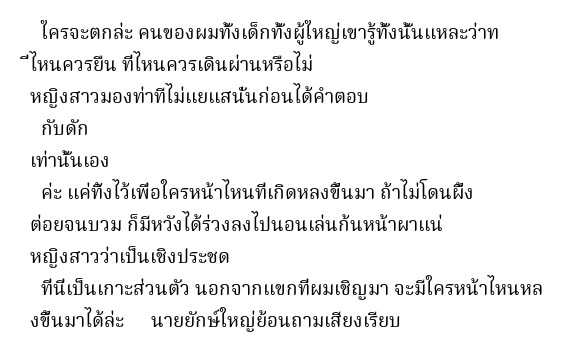 ใครจะตกล่ะ คนของผมทั้งเด็กทั้งผู้ใหญ่เขารู้ทั้งนั้นแหละว่าท
ี่ไหนควรยืน ที่ไหนควรเดินผ่านหรือไม่
หญิงสาวมองท่าทีไม่แยแสนั่นก่อนได้คำตอบ
กับดัก
เท่านั้นเอง
ค่ะ แค่ทิ้งไว้เพื่อใครหน้าไหนที่เกิดหลงขึ้นมา ถ้าไม่โดนผึ้ง
ต่อยจนบวม ก็มีหวังได้ร่วงลงไปนอนเล่นก้นหน้าผาแน่
หญิงสาวว่าเป็นเชิงประชด
ที่นี่เป็นเกาะส่วนตัว นอกจากแขกที่ผมเชิญมา จะมีใครหน้าไหนหล
งขึ้นมาได้ล่ะ นายยักษ์ใหญ่ย้อนถามเสียงเรียบ